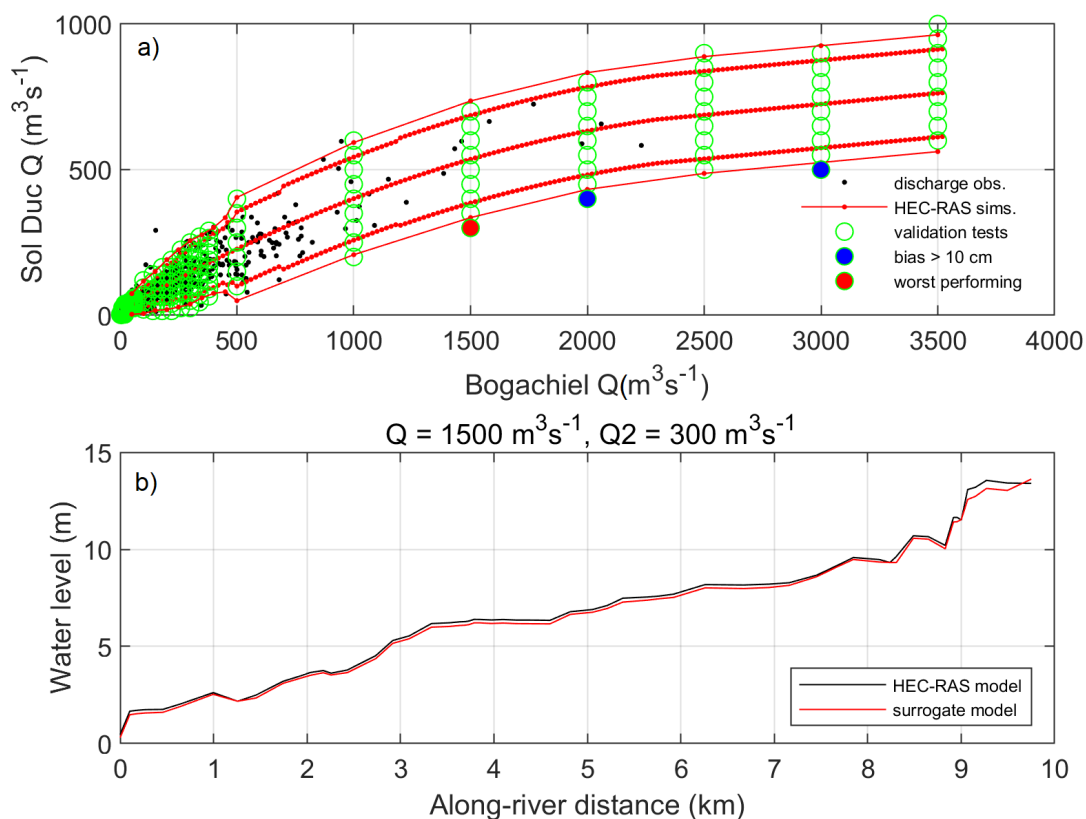 a)
1000
500
0
Sol Duc Q (m³s⁻¹)
discharge obs.
HEC-RAS sims.
validation tests
bias > 10 cm
worst performing
0 500 1000 1500 2000 2500 3000 3500 4000
Bogachiel Q(m³s⁻¹)
Q = 1500 m³s⁻¹, Q2 = 300 m³s⁻¹
b)
15
10
5
0
Water level (m)
HEC-RAS model
surrogate model
0 1 2 3 4 5 6 7 8 9 10
Along-river distance (km)